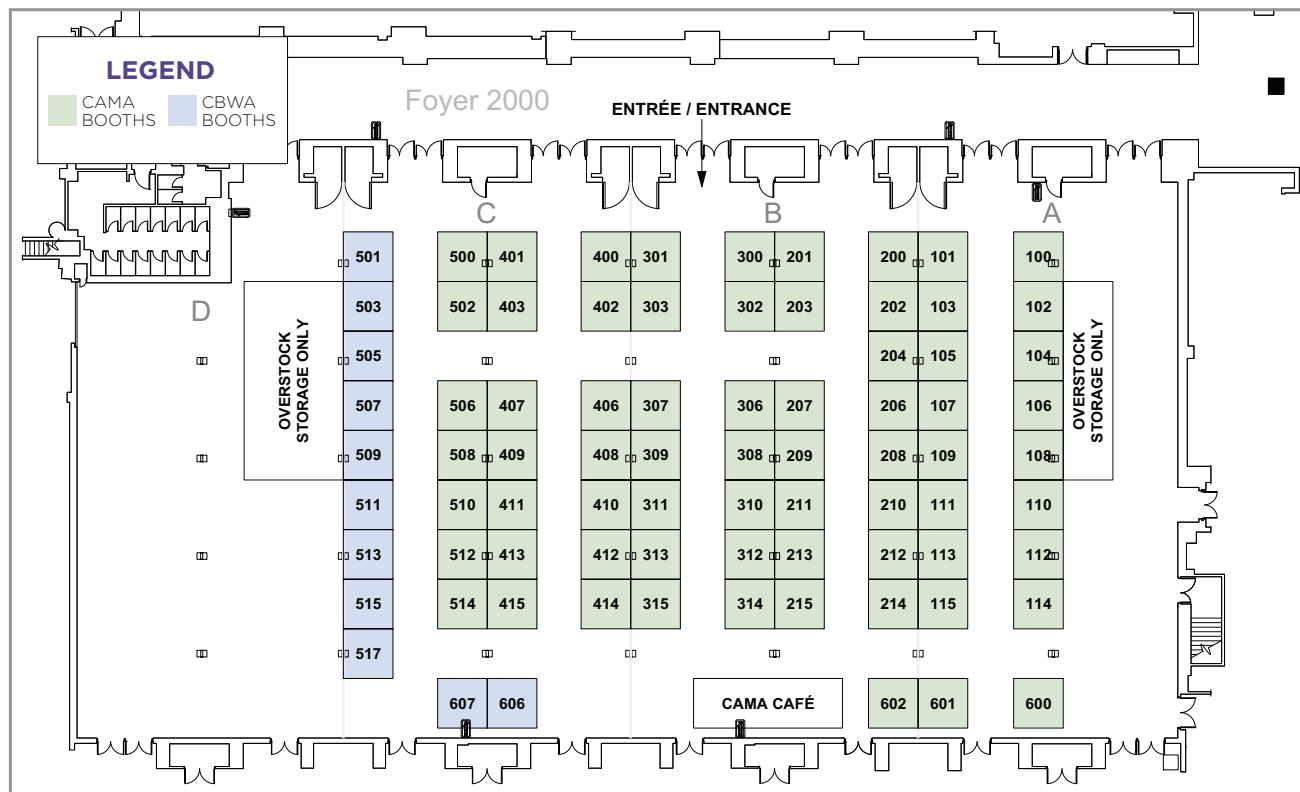 LEGEND
CAMA
BOOTHS
CBWA
BOOTHS
Foyer 2000
ENTRÉE / ENTRANCE
C
B
A
D
501 500 401 400 301 300 201 200 101 100
503 502 403 402 303 302 203 202 103 102
505 204 105 104
507 506 407 406 307 306 207 206 107 106
509 508 409 408 309 308 209 208 109 108
511 510 411 410 311 310 211 210 111 110
513 512 413 412 313 312 213 212 113 112
515 514 415 414 315 314 215 214 115 114
517
OVERSTOCK
STORAGE ONLY
OVERSTOCK
STORAGE ONLY
607 606 CAMA CAFÉ 602 601 600